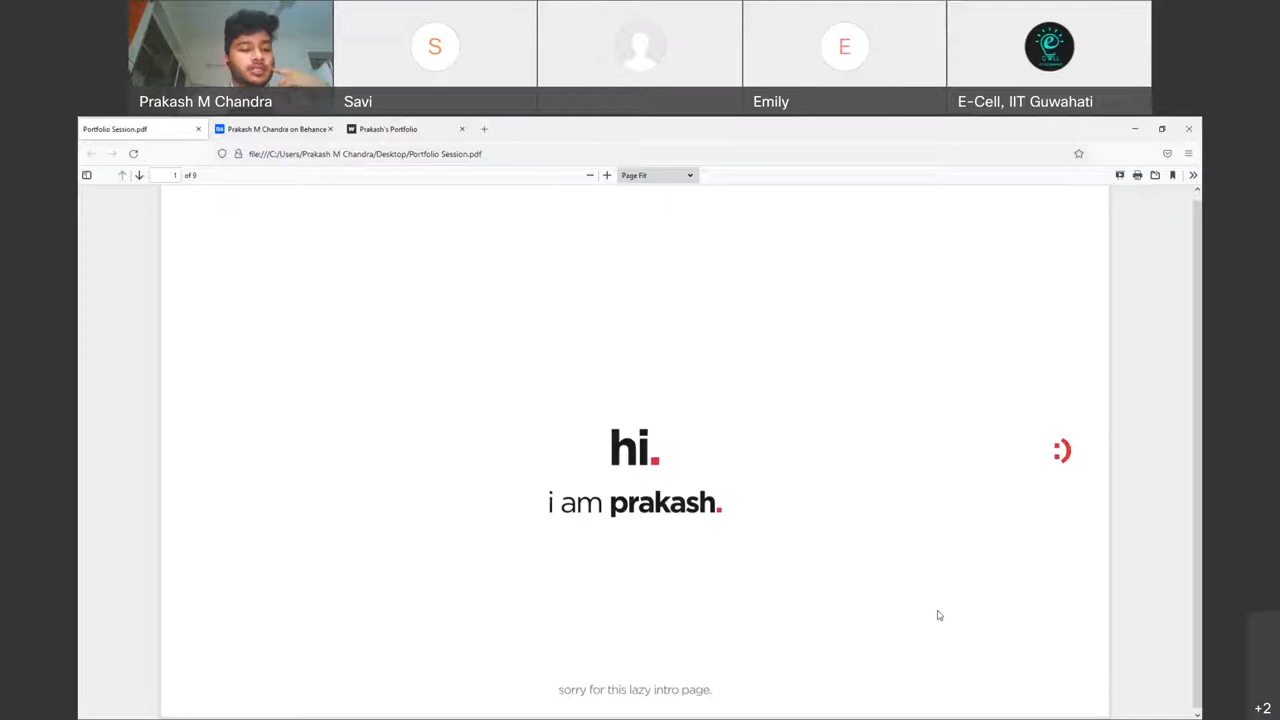 S
E
e
CELL
Prakash M Chandra
Savi
Emily
E-Cell, IIT Guwahati
Portfolio Session.pdf
Bē Prakash M Chandra on Behance
W Prakash's Portfolio
file:///C:/Users/Prakash M Chandra/Desktop/Portfolio Session.pdf
1 of 9
Page Fit
hi.
:)
i am prakash.
sorry for this lazy intro page.
+2